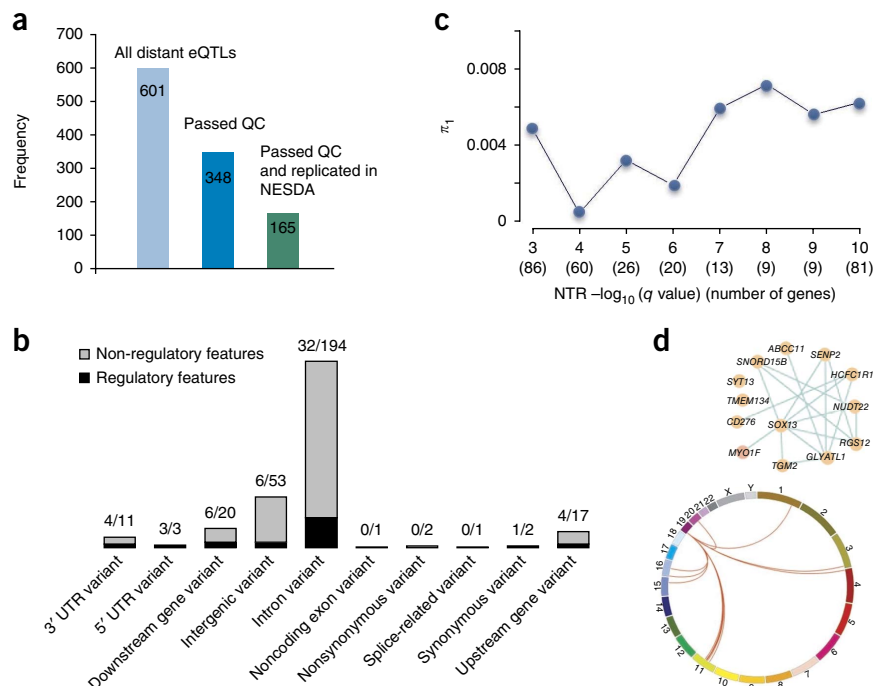 a
700
600
500
400
300
200
100
0
Frequency
All distant eQTLs
601
Passed QC
348
Passed QC
and replicated in
NESDA
165
c
0.008
0.004
0
π1
3 4 5 6 7 8 9 9 10
(86) (60) (26) (20) (13) (9) (9) (81)
NTR –log10 (q value) (number of genes)
b
Non-regulatory features
Regulatory features
4/11
3/3
6/20
6/53
32/194
0/1
0/2
0/1
1/2
4/17
3′ UTR variant
5′ UTR variant
Downstream gene variant
Intergenic variant
Intron variant
Noncoding exon variant
Nonsynonymous variant
Splice-related variant
Synonymous variant
Upstream gene variant
d
ABCC11
SNORD15B
SENP2
SYT13
HCFC1R1
TMEM134
NUDT22
CD276
SOX13
RGS12
MYO1F
GLYATL1
TGM2
1
2
3
4
5
6
7
8
10
11
12
13
14
15
16
17
18
19
20
21
22
X
Y